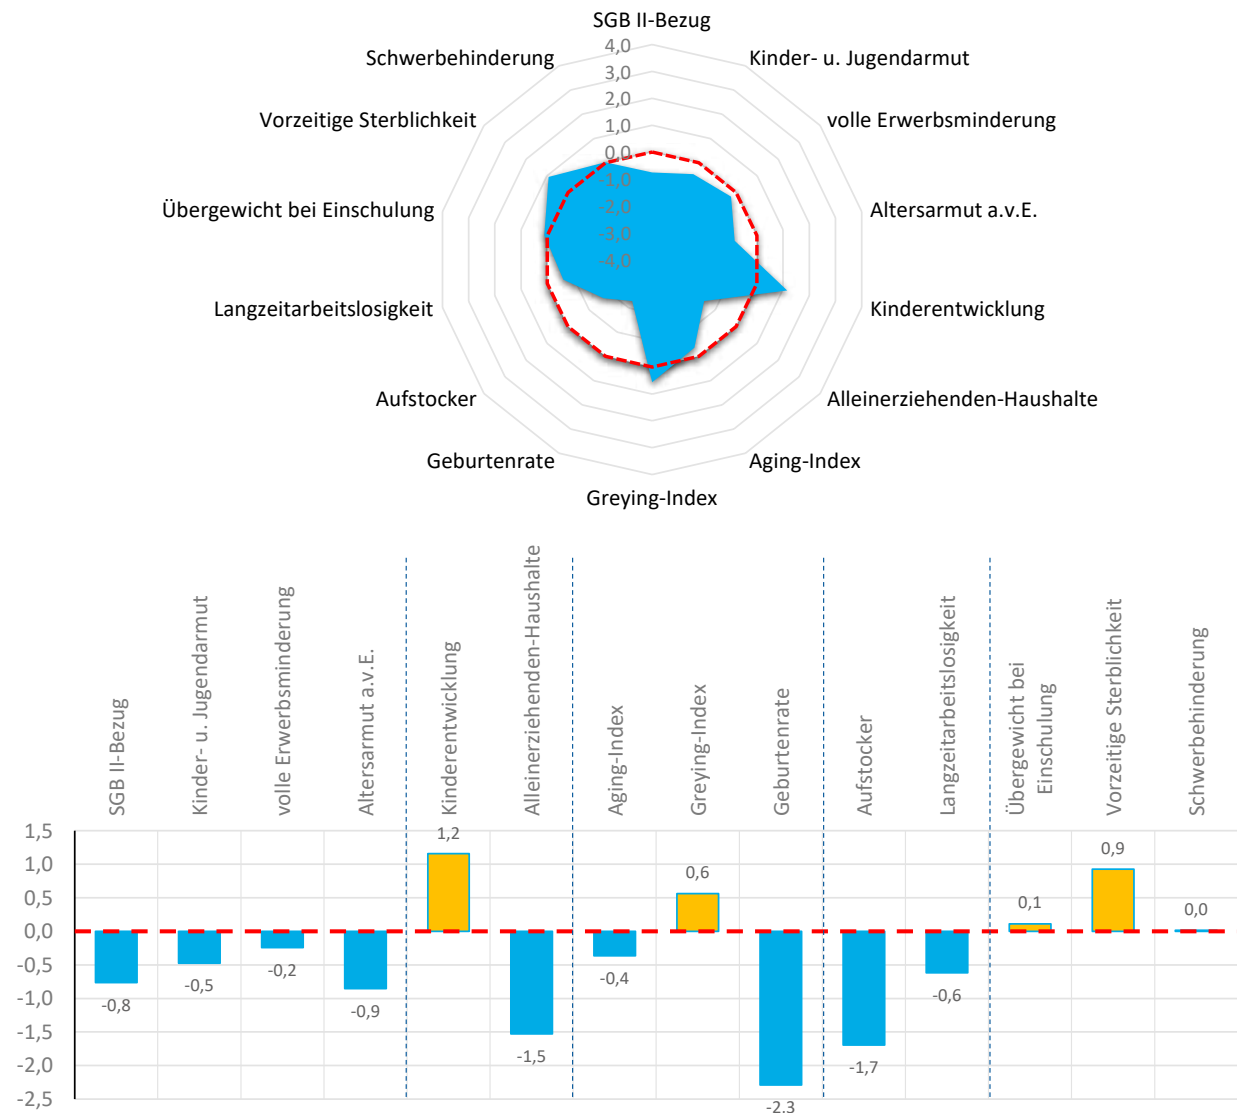 SGB II-Bezug
Kinder- u. Jugendarmut
volle Erwerbsminderung
Altersarmut a.v.E.
Kinderentwicklung
Alleinerziehenden-Haushalte
Aging-Index
Greying-Index
Geburtenrate
Aufstocker
Langzeitarbeitslosigkeit
Übergewicht bei Einschulung
Vorzeitige Sterblichkeit
Schwerbehinderung
4,0
3,0
2,0
1,0
0,0
-1,0
-2,0
-3,0
-4,0
SGB II-Bezug
Kinder- u. Jugendarmut
volle Erwerbsminderung
Altersarmut a.v.E.
Kinderentwicklung
Alleinerziehenden-Haushalte
Aging-Index
Greying-Index
Geburtenrate
Aufstocker
Langzeitarbeitslosigkeit
Übergewicht bei
Einschulung
Vorzeitige Sterblichkeit
Schwerbehinderung
1,5
1,0
0,5
0,0
-0,5
-1,0
-1,5
-2,0
-2,5
-0,8
-0,5
-0,2
-0,9
1,2
-1,5
-0,4
0,6
-2,3
-1,7
-0,6
0,1
0,9
0,0